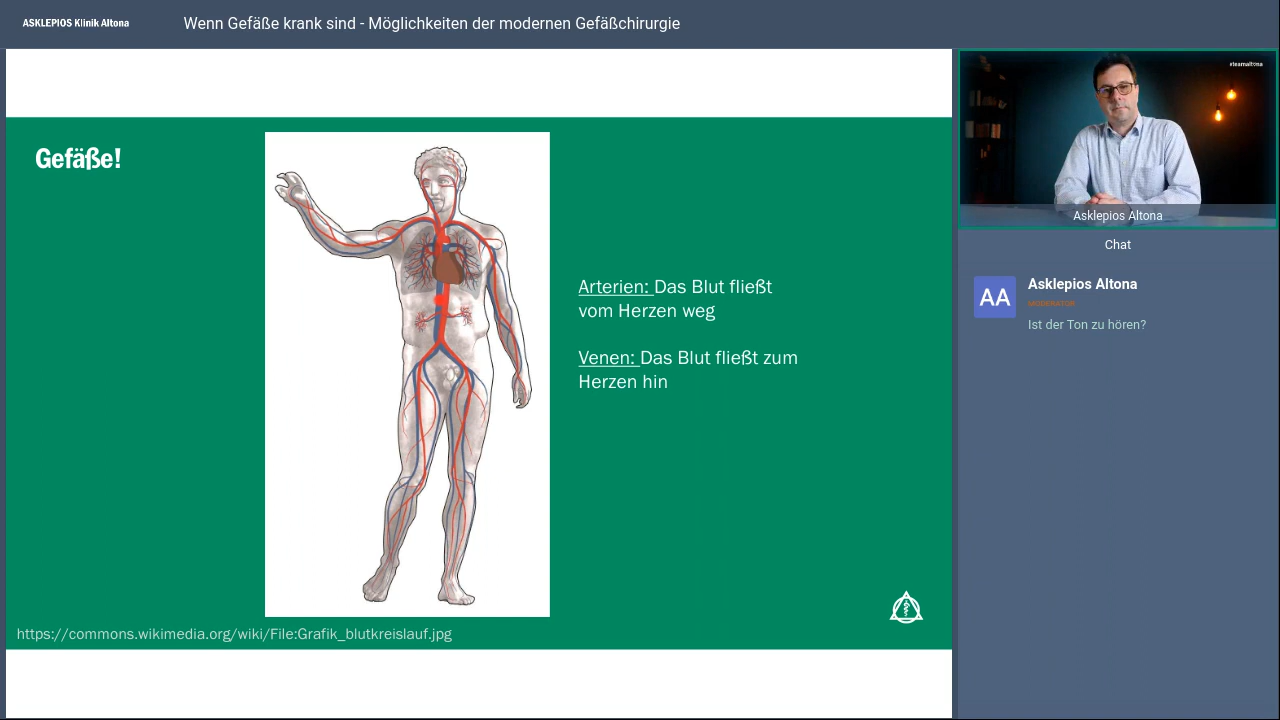 ASKLEPIOS Klinik Altona
Wenn Gefäße krank sind - Möglichkeiten der modernen Gefäßchirurgie
Gefäße!
Arterien: Das Blut fließt
vom Herzen weg
Venen: Das Blut fließt zum
Herzen hin
https://commons.wikimedia.org/wiki/File:Grafik_blutkreislauf.jpg
#teamaltona
Asklepios Altona
Chat
AA
Asklepios Altona
MODERATOR
Ist der Ton zu hören?